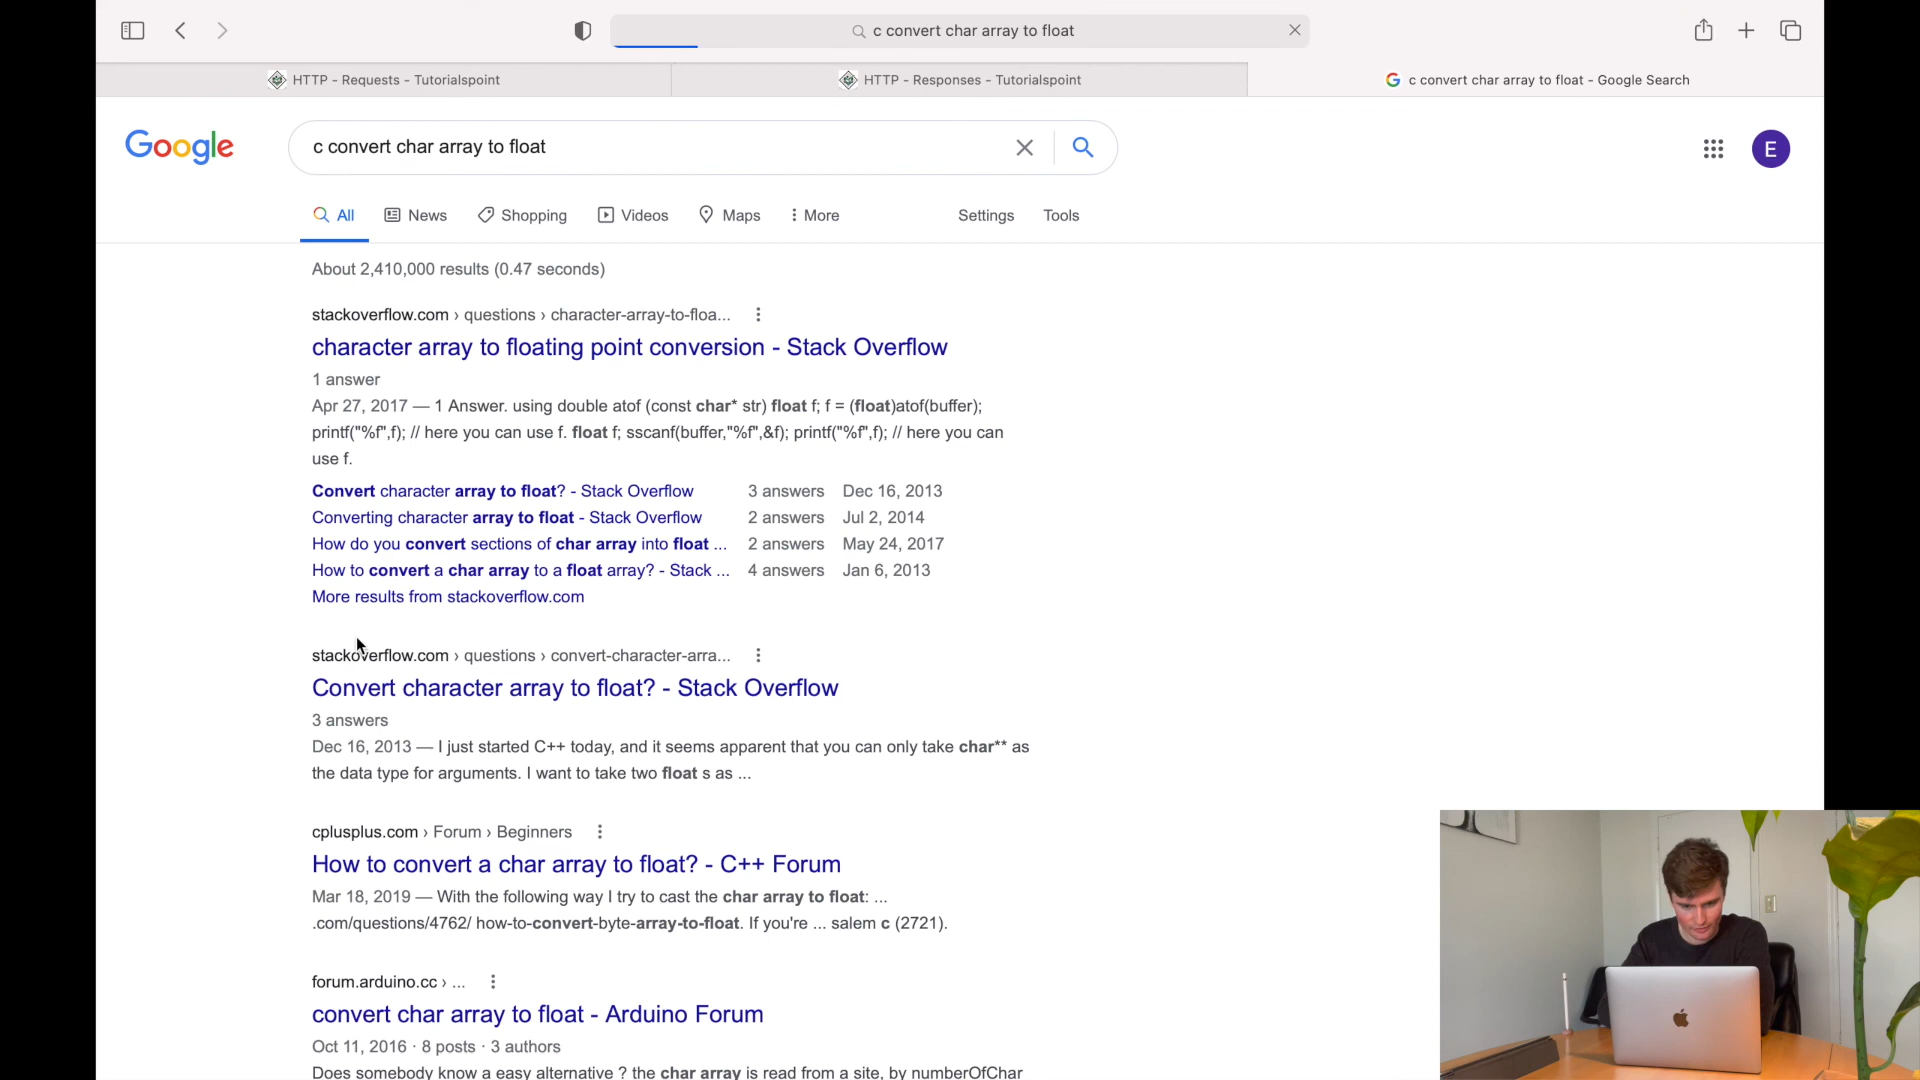 c convert char array to float
HTTP - Requests - Tutorialspoint
HTTP - Responses - Tutorialspoint
c convert char array to float - Google Search
Google
c convert char array to float
E
All
News
Shopping
Videos
Maps
More
Settings
Tools
About 2,410,000 results (0.47 seconds)
stackoverflow.com › questions › character-array-to-floa...
character array to floating point conversion - Stack Overflow
1 answer
Apr 27, 2017 — 1 Answer. using double atof (const char* str) float f; f = (float)atof(buffer);
printf("%f",f); // here you can use f. float f; sscanf(buffer,"%f",&f); printf("%f",f); // here you can
use f.
Convert character array to float? - Stack Overflow 3 answers Dec 16, 2013
Converting character array to float - Stack Overflow 2 answers Jul 2, 2014
How do you convert sections of char array into float ... 2 answers May 24, 2017
How to convert a char array to a float array? - Stack ... 4 answers Jan 6, 2013
More results from stackoverflow.com
stackoverflow.com › questions › convert-character-arra...
Convert character array to float? - Stack Overflow
3 answers
Dec 16, 2013 — I just started C++ today, and it seems apparent that you can only take char** as
the data type for arguments. I want to take two float s as ...
cplusplus.com › Forum › Beginners
How to convert a char array to float? - C++ Forum
Mar 18, 2019 — With the following way I try to cast the char array to float: ...
.com/questions/4762/ how-to-convert-byte-array-to-float. If you're ... salem c (2721).
forum.arduino.cc › ...
convert char array to float - Arduino Forum
Oct 11, 2016 · 8 posts · 3 authors
Does somebody know a easy alternative ? the char array is read from a site, by numberOfChar